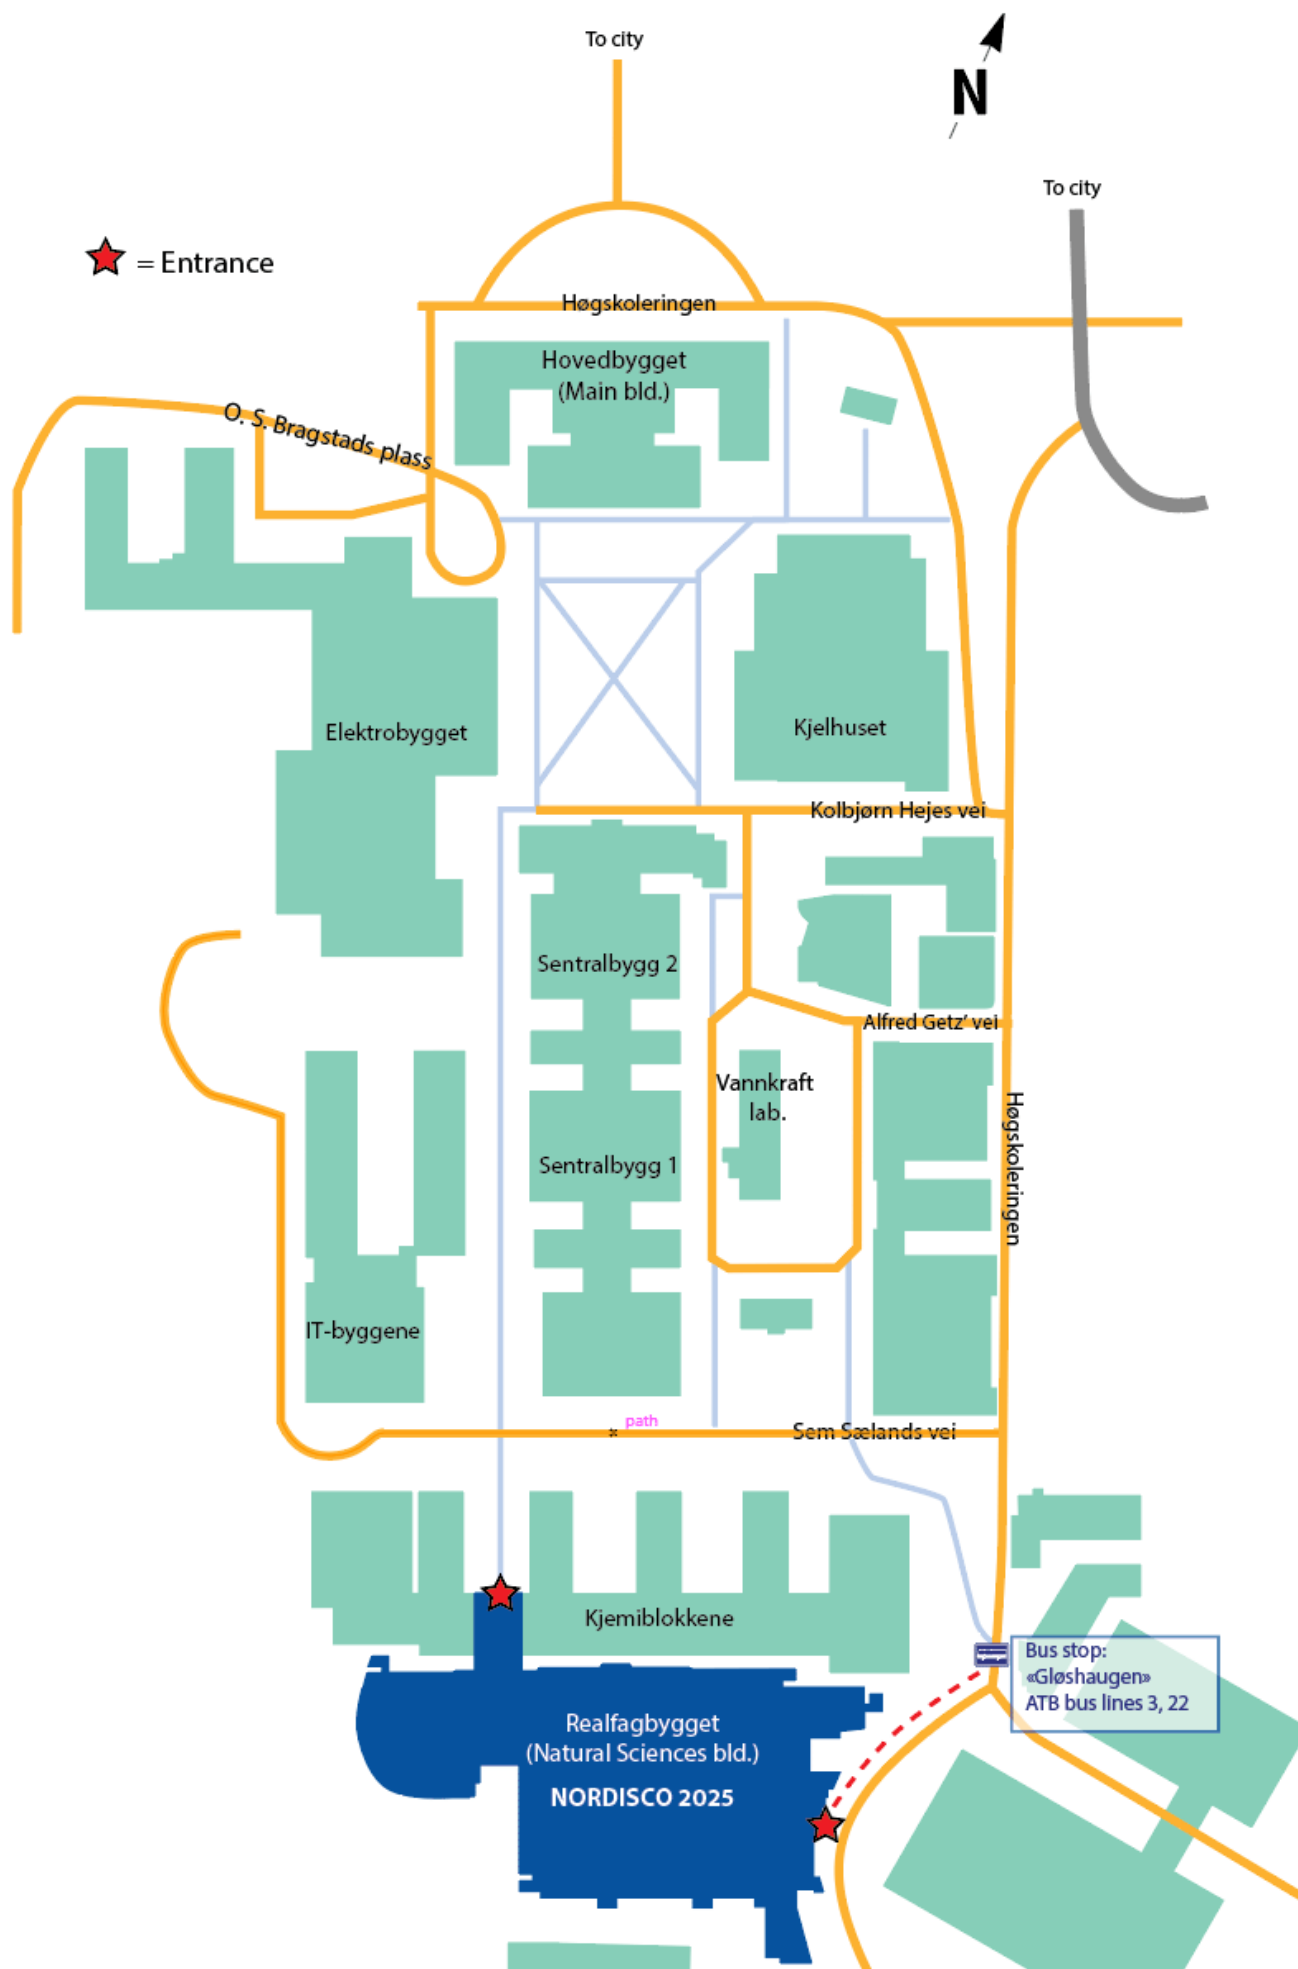 To city
N
To city
= Entrance
Høgskoleringen
Hovedbygget
(Main bld.)
O. S. Bragstads plass
Elektrobygget
Kjelhuset
Kolbjørn Hejes vei
Sentralbygg 2
Alfred Getz' vei
Vannkraft
lab.
Høgskoleringen
Sentralbygg 1
IT-byggene
path
Sem Sælands vei
Kjemiblokkene
Bus stop:
«Gløshaugen»
ATB bus lines 3, 22
Realfagbygget
(Natural Sciences bld.)
NORDISCO 2025